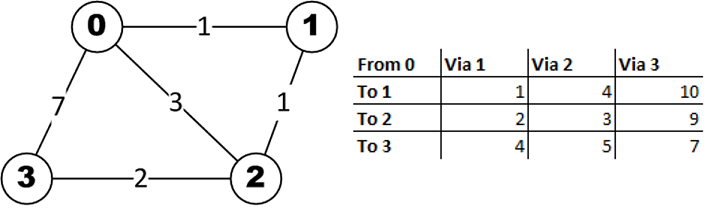 0 1 1
7 3 1
3 2 2
From 0 Via 1 Via 2 Via 3
To 1 1 4 10
To 2 2 3 9
To 3 4 5 7